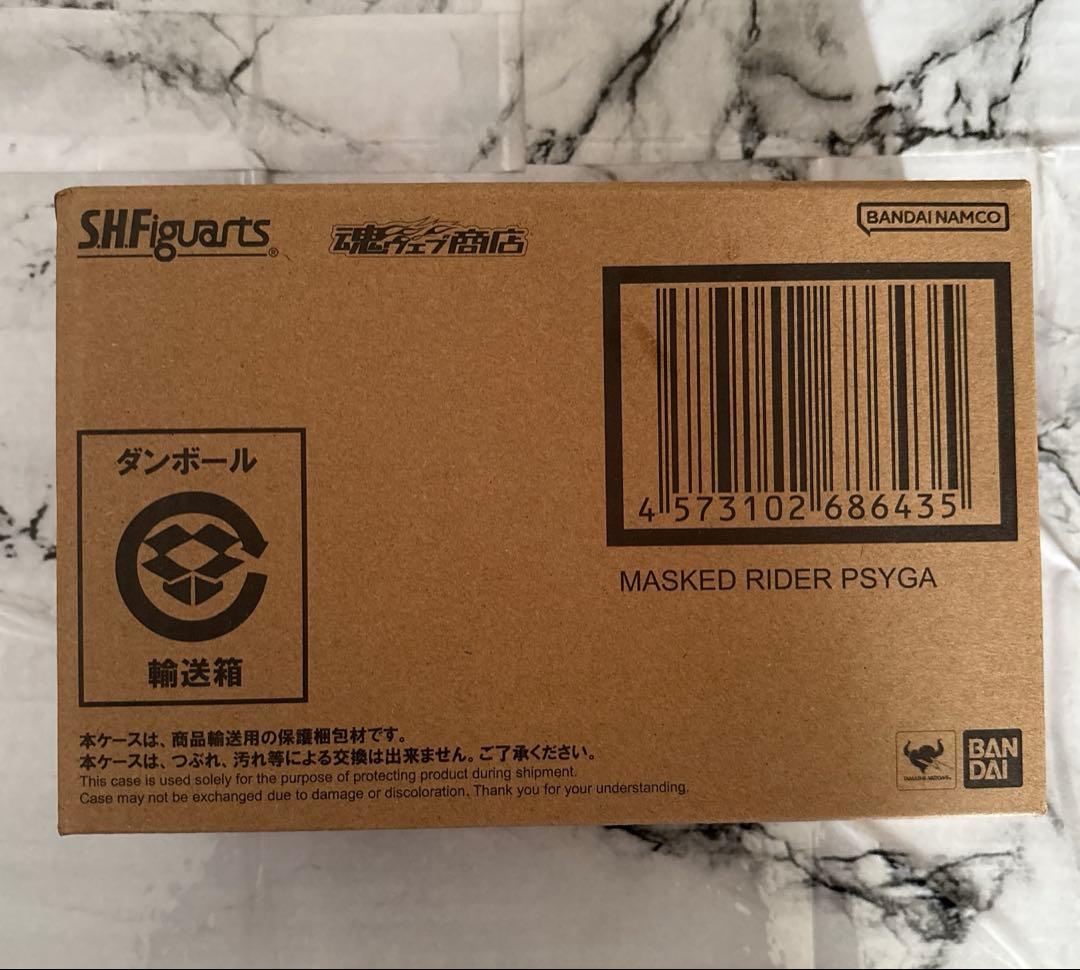 S.H.Figuarts®
魂ウェブ商店
BANDAI NAMCO
4 573102 686435
MASKED RIDER PSYGA
ダンボール
輸送箱
本ケースは、商品輸送用の保護梱包材です。
本ケースは、つぶれ、汚れ等による交換は出来ません。ご了承ください。
This case is used solely for the purpose of protecting product during shipment.
Case may not be exchanged due to damage or discoloration. Thank you for your understanding.
TAMASHII NATIONS
BAN
DAI